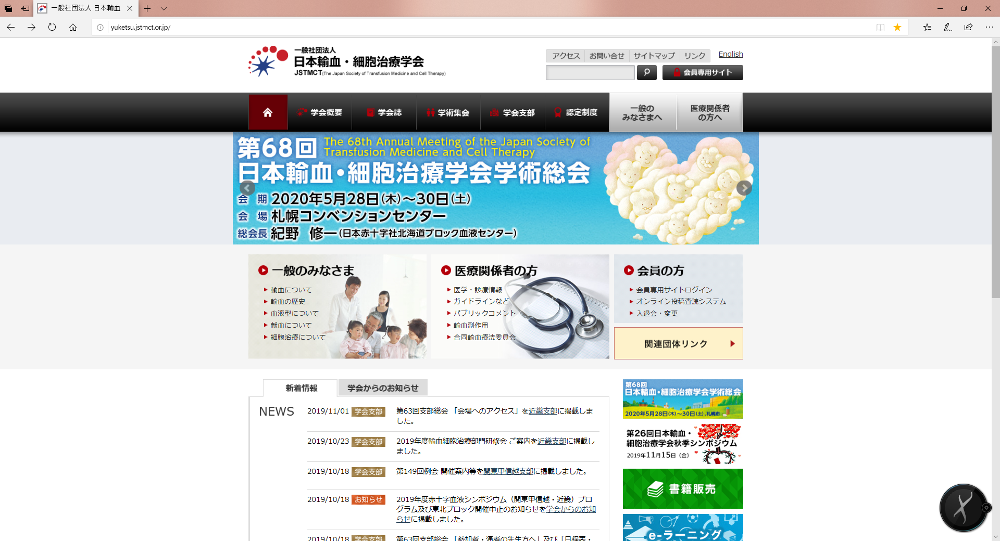 一般社団法人 日本輸血
yuketsu.jstmct.or.jp/
一般社団法人
日本輸血・細胞治療学会
JSTMCT(The Japan Society of Transfusion Medicine and Cell Therapy)
アクセス お問い合せ サイトマップ リンク English
会員専用サイト
学会概要 学会誌 学術集会 学会支部 認定制度
一般の
みなさまへ
医療関係者
の方へ
第68回
The 68th Annual Meeting of the Japan Society of
Transfusion Medicine and Cell Therapy
日本輸血・細胞治療学会学術総会
会 期 2020年5月28日(木)～30日(土)
会 場 札幌コンベンションセンター
総会長 紀野 修一(日本赤十字社北海道ブロック血液センター)
一般のみなさま
輸血について
輸血の歴史
血液型について
献血について
細胞治療について
医療関係者の方
医学・診療情報
ガイドラインなど
パブリックコメント
輸血副作用
合同輸血療法委員会
会員の方
会員専用サイトログイン
オンライン投稿査読システム
入退会・変更
関連団体リンク
新着情報 学会からのお知らせ
NEWS
2019/11/01 学会支部 第63回支部総会 「会場へのアクセス」を近畿支部に掲載しま
した。
2019/10/23 学会支部 2019年度輸血細胞治療部門研修会 ご案内を近畿支部に掲載し
ました。
2019/10/18 学会支部 第149回例会 開催案内等を関東甲信越支部に掲載しました。
2019/10/18 お知らせ 2019年度赤十字血液シンポジウム（関東甲信越・近畿）プロ
グラム及び東北ブロック開催中止のお知らせを学会からのお知
らせに掲載しました。
2019/10/18 学会支部 第63回支部総会 「参加者・演者の先生方へ」及び「日程表・
第68回
日本輸血・細胞治療学会学術総会
2020年5月28日(木)～30日(土)、札幌市
第26回日本輸血・
細胞治療学会秋季シンポジウム
2019年11月15日（金）
書籍販売
e-ラーニング